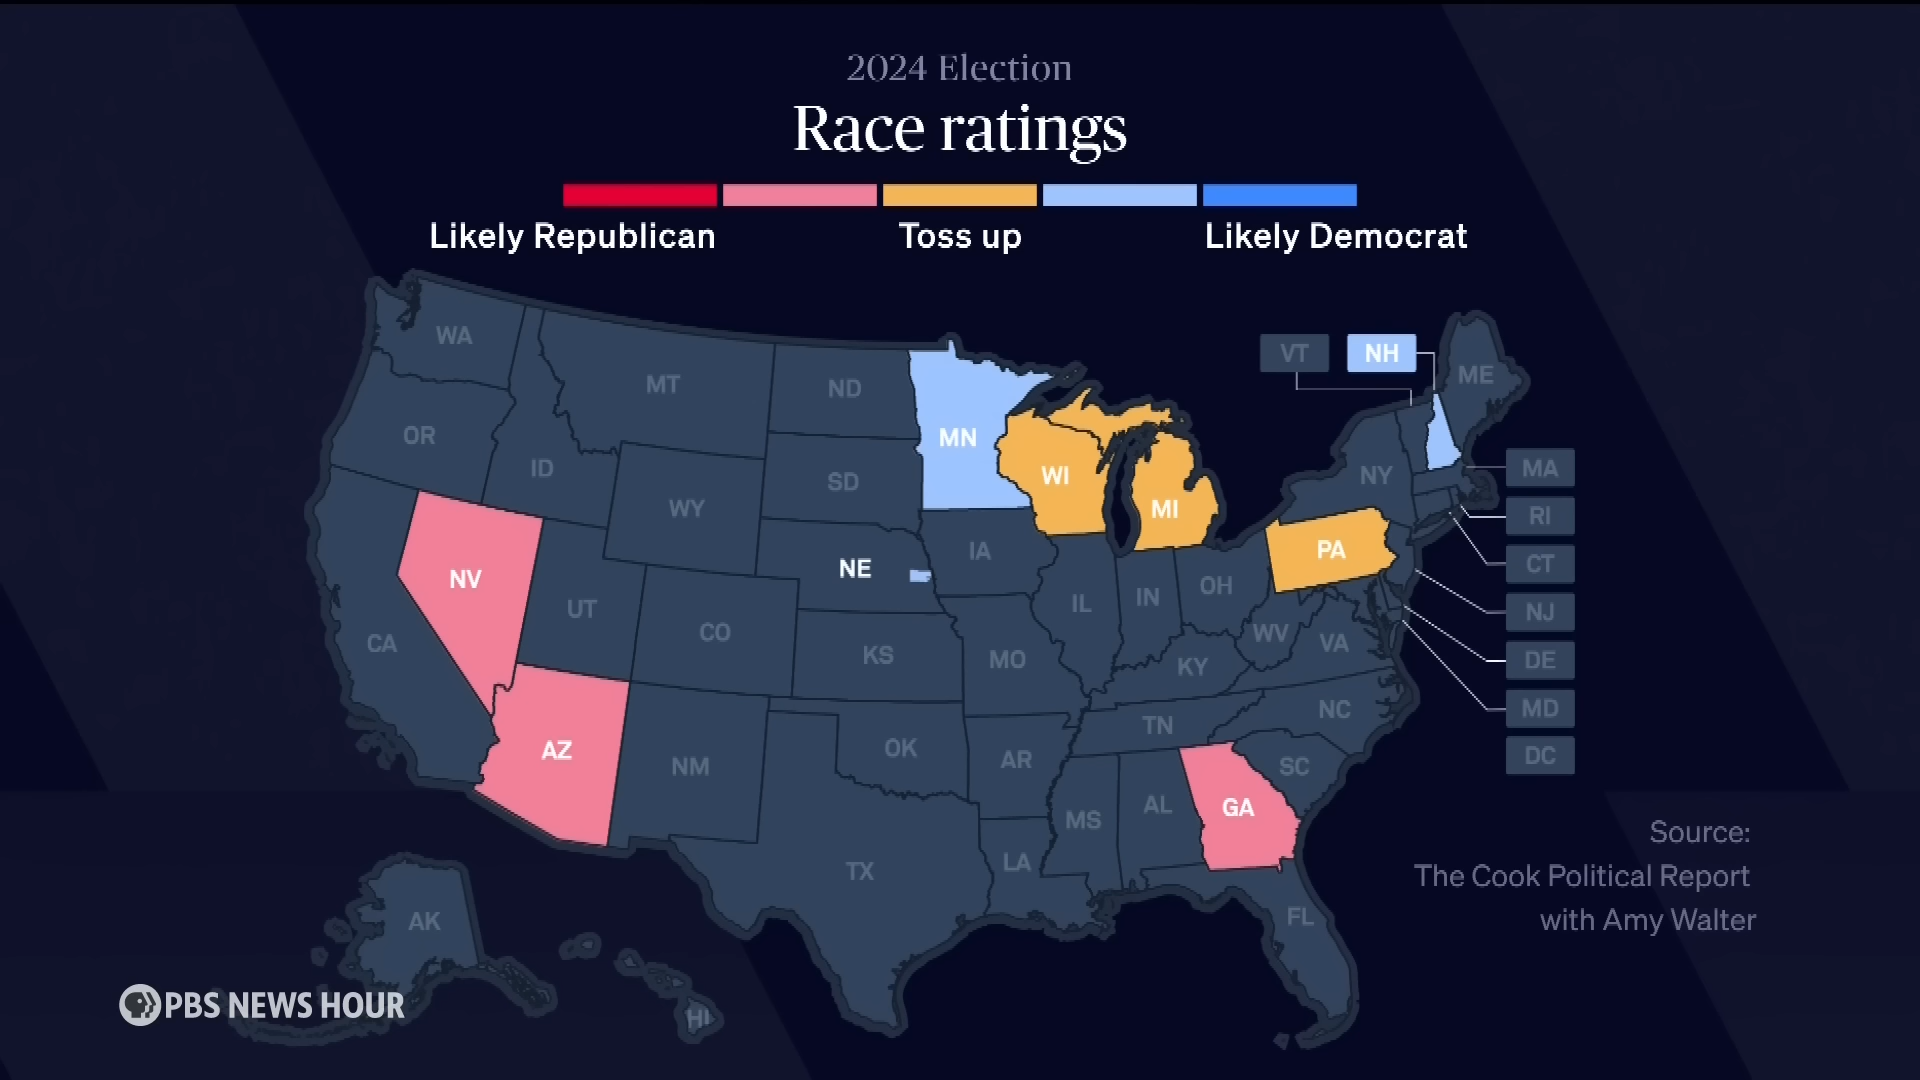 2024 Election
Race ratings
Likely Republican
Toss up
Likely Democrat
WA
MT
ND
MN
VT
NH
ME
OR
ID
SD
WI
MI
NY
MA
WY
RI
NV
NE
IA
PA
CT
UT
CO
IL
IN
OH
NJ
CA
KS
MO
KY
WV
VA
DE
AZ
NM
OK
AR
TN
NC
MD
DC
MS
AL
GA
SC
TX
LA
FL
AK
HI
Source:
The Cook Political Report
with Amy Walter
PBS NEWS HOUR